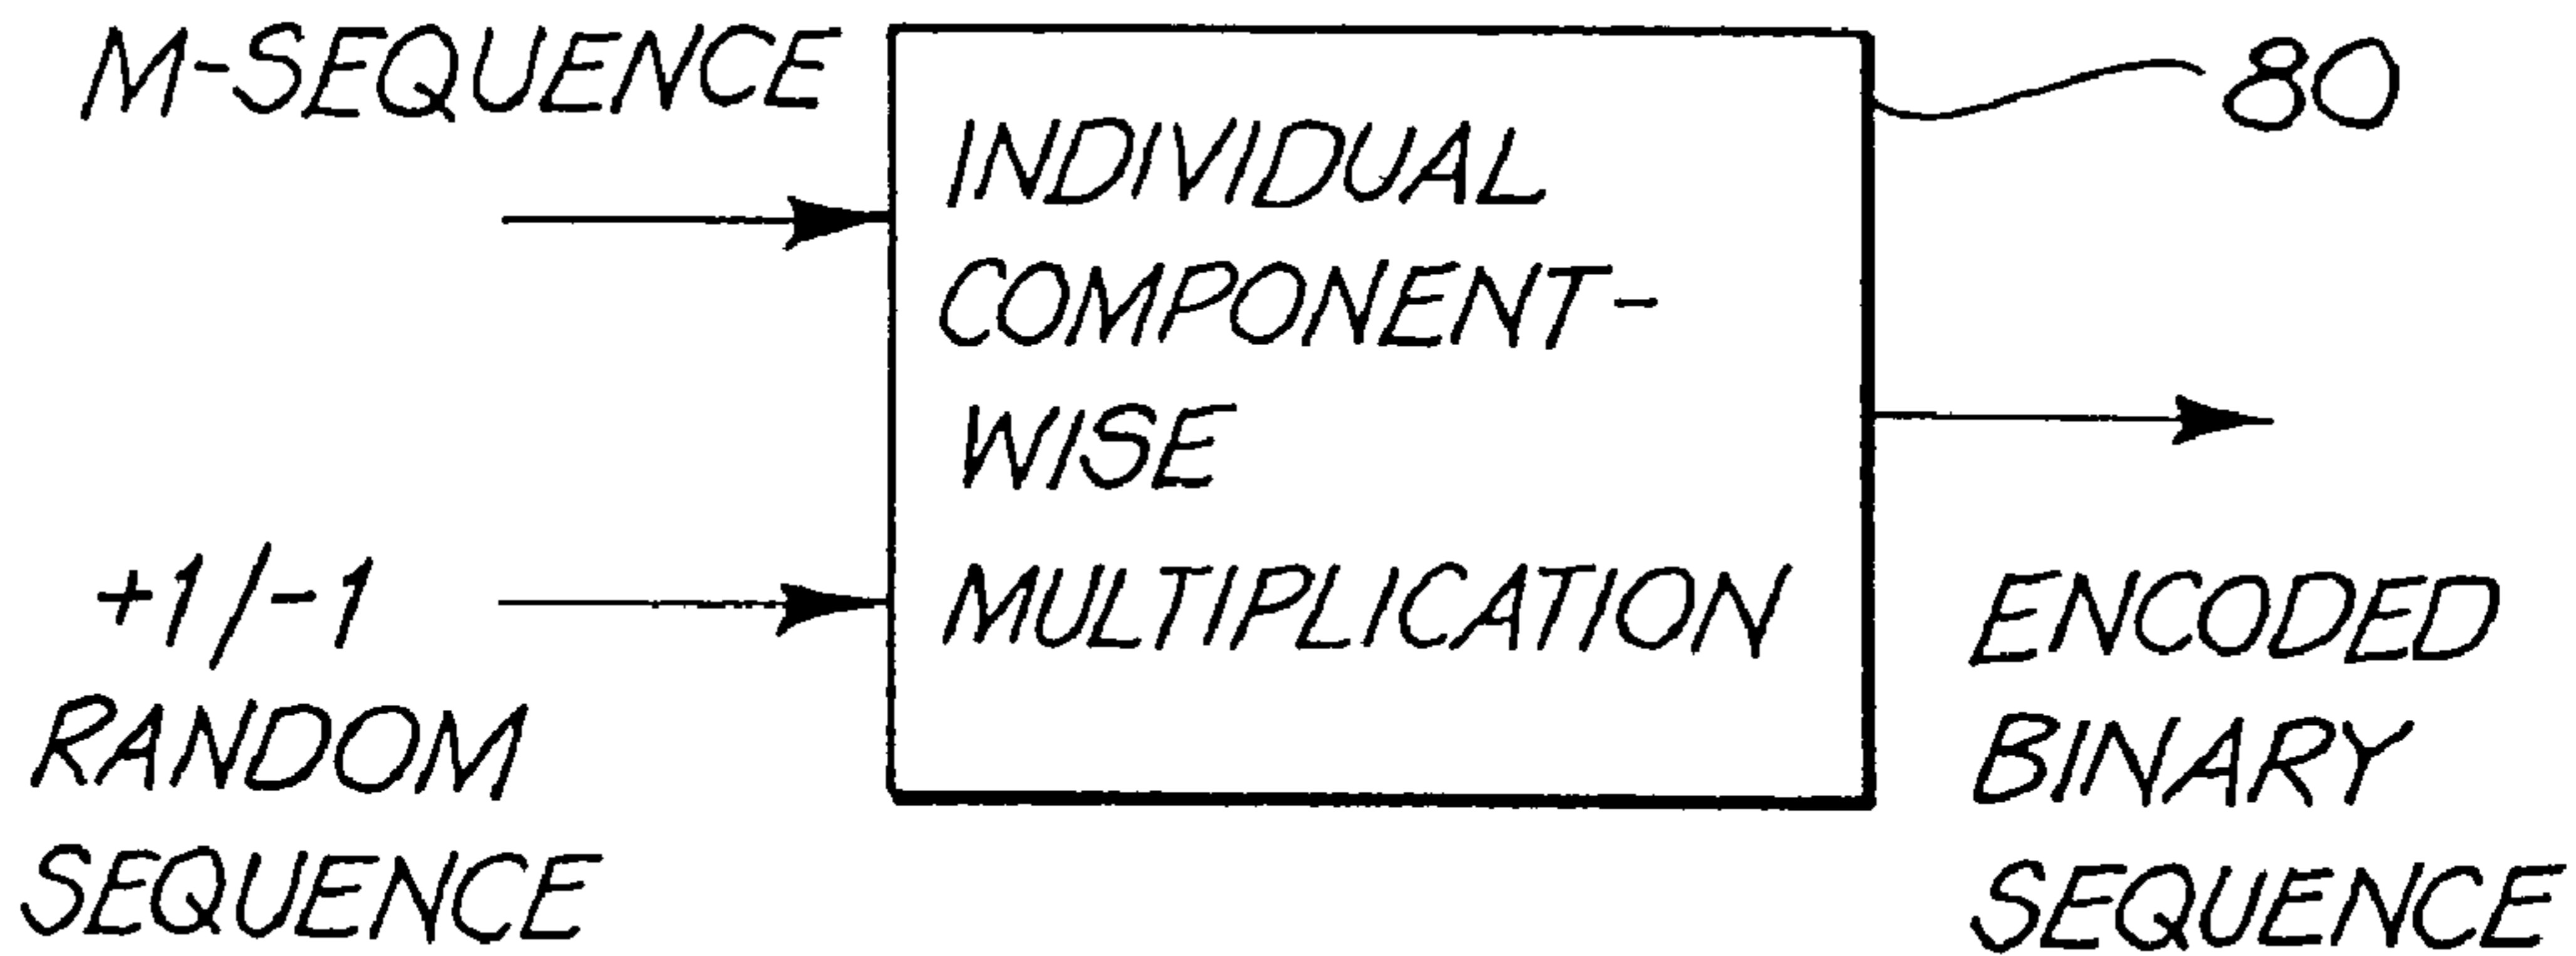 M-SEQUENCE
80
INDIVIDUAL
COMPONENT-
WISE
MULTIPLICATION
+1/-1
RANDOM
SEQUENCE
ENCODED
BINARY
SEQUENCE